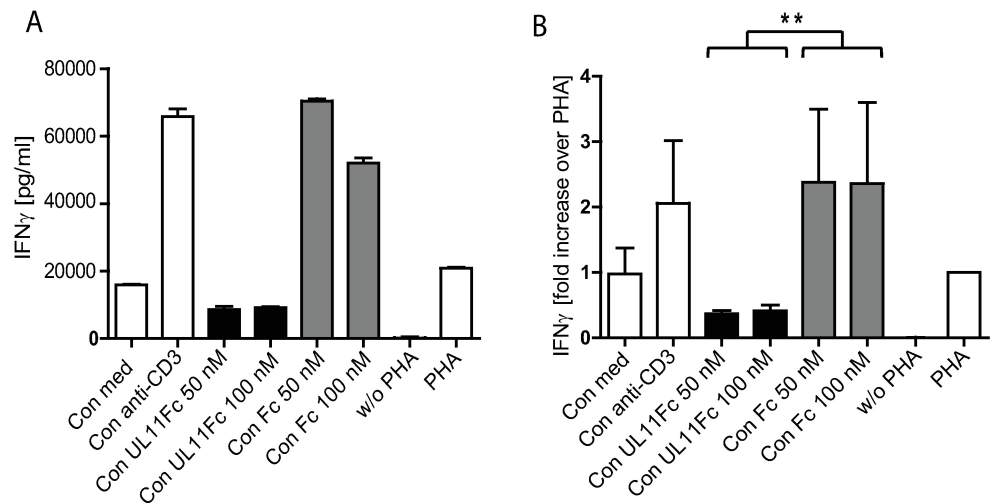 A
IFNγ [pg/ml]
80000
60000
40000
20000
0
Con med
Con anti-CD3
Con UL11Fc 50 nM
Con UL11Fc 100 nM
Con Fc 50 nM
Con Fc 100 nM
w/o PHA
PHA
B
**
IFNγ [fold increase over PHA]
4
3
2
1
0
Con med
Con anti-CD3
Con UL11Fc 50 nM
Con UL11Fc 100 nM
Con Fc 50 nM
Con Fc 100 nM
w/o PHA
PHA